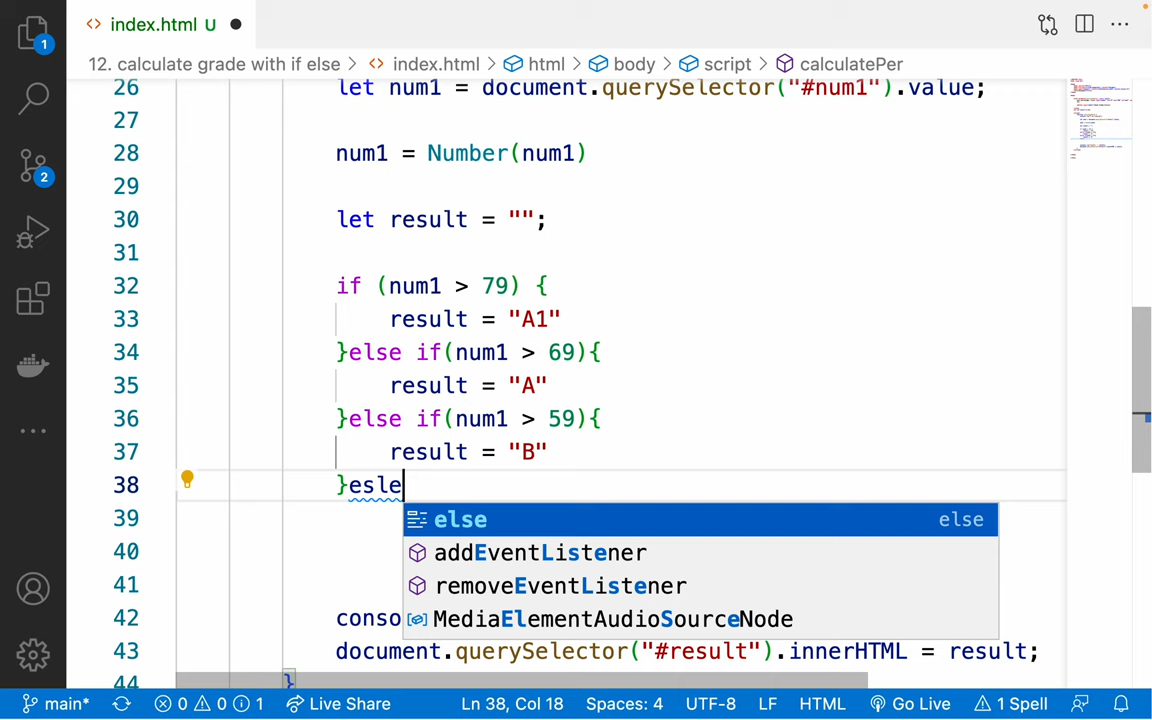 index.html U
12. calculate grade with if else > index.html > html > body > script > calculatePer
26 let num1 = document.querySelector("#num1").value;
27
28 num1 = Number(num1)
29
30 let result = "";
31
32 if (num1 > 79) {
33 result = "A1"
34 }else if(num1 > 69){
35 result = "A"
36 }else if(num1 > 59){
37 result = "B"
38 }esle
39 else else
40 addEventListener
41 removeEventListener
42 conso MediaElementAudioSourceNode
43 document.querySelector("#result").innerHTML = result;
44 }
1
2
main* 0 0 1 Live Share Ln 38, Col 18 Spaces: 4 UTF-8 LF HTML Go Live 1 Spell